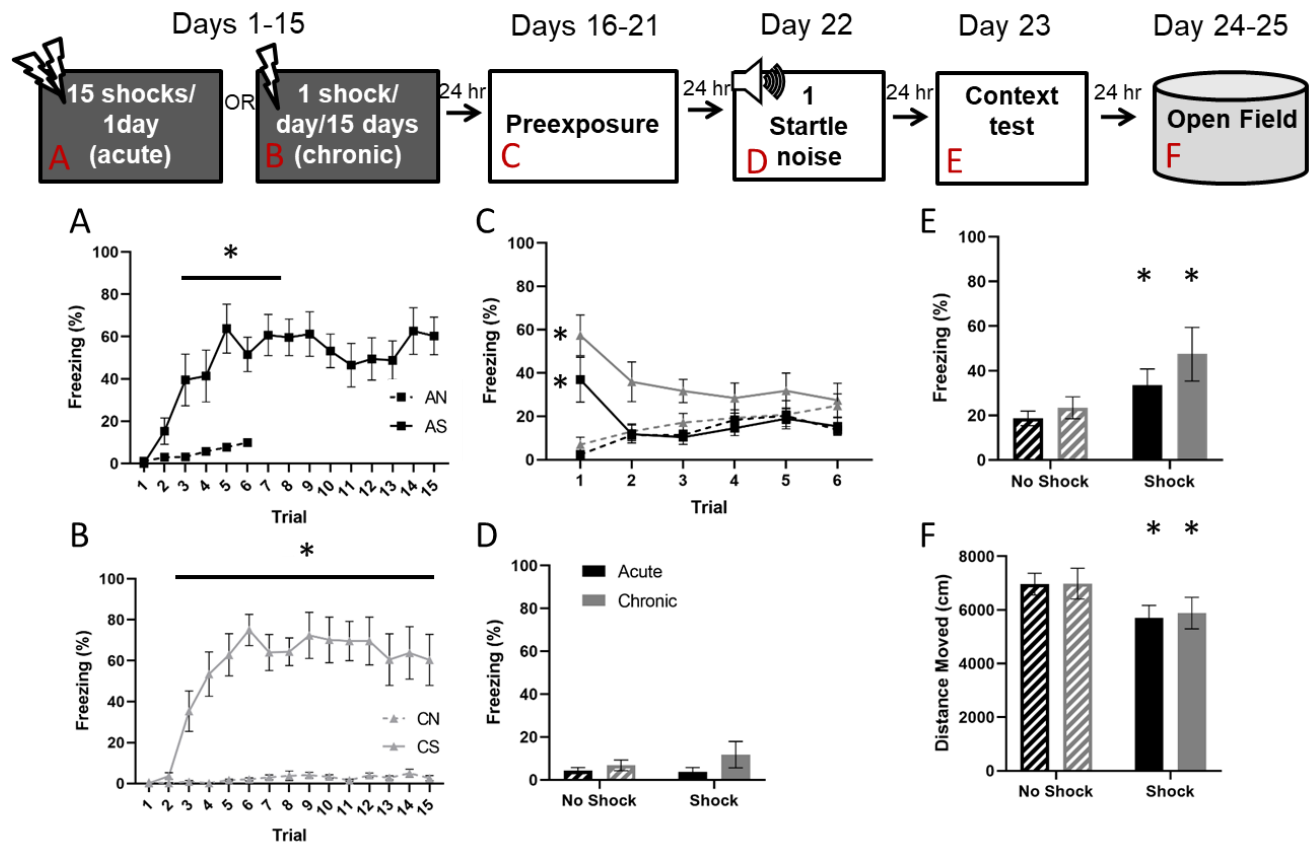 Days 1-15
Days 16-21
Day 22
Day 23
Day 24-25
15 shocks/
1day
(acute)
A
OR
1 shock/
day/15 days
(chronic)
B
24 hr
Preexposure
C
24 hr
1
Startle
noise
D
24 hr
Context
test
E
24 hr
Open Field
F
A
*
Freezing (%)
100
80
60
40
20
0
AN
AS
1 2 3 4 5 6 7 8 9 10 11 12 13 14 15
Trial
C
Freezing (%)
100
80
60
40
20
0
*
*
1 2 3 4 5 6
Trial
E
Freezing (%)
100
80
60
40
20
0
* *
No Shock Shock
B
*
Freezing (%)
100
80
60
40
20
0
CN
CS
1 2 3 4 5 6 7 8 9 10 11 12 13 14 15
Trial
D
Freezing (%)
100
80
60
40
20
0
Acute
Chronic
No Shock Shock
F
* *
Distance Moved (cm)
8000
6000
4000
2000
0
No Shock Shock